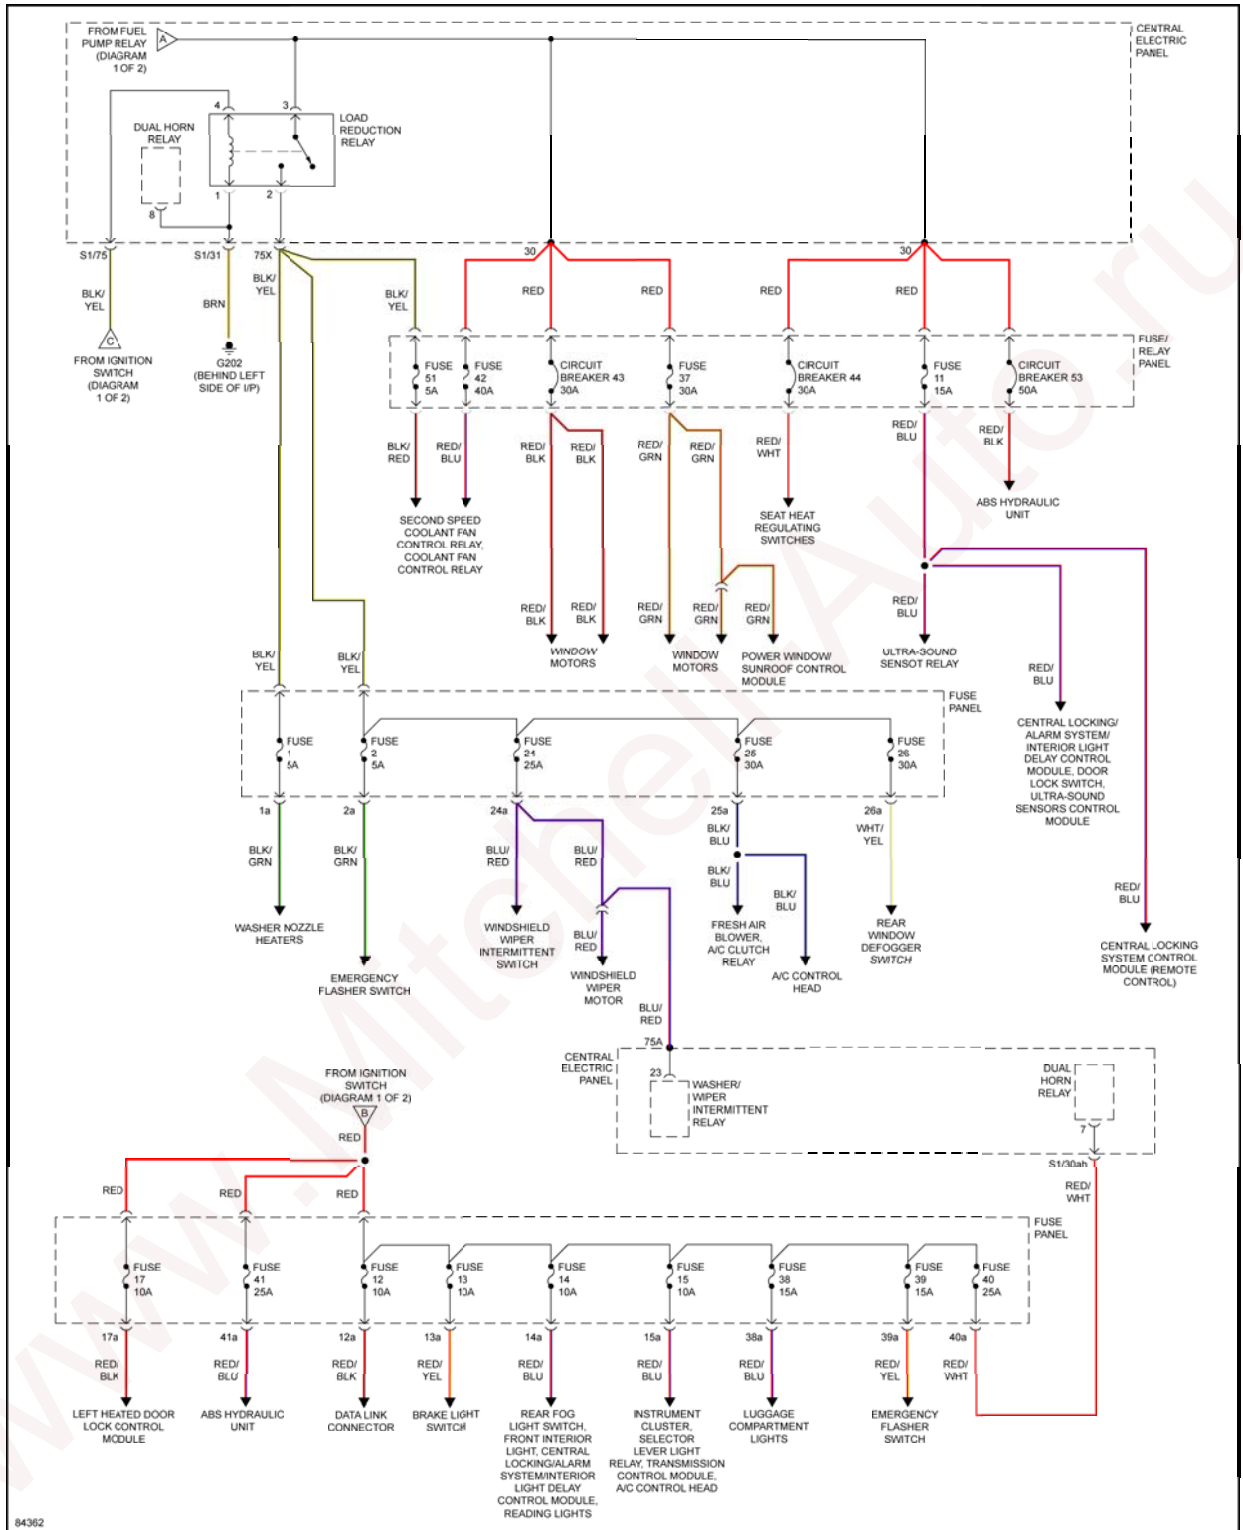 FROM FUEL
PUMP RELAY
(DIAGRAM
1 OF 2)
A
CENTRAL
ELECTRIC
PANEL
4
3
LOAD
REDUCTION
RELAY
DUAL HORN
RELAY
8
1
2
S1/75
S1/31
75X
30
30
BLK/
YEL
BRN
BLK/
YEL
BLK/
YEL
RED
RED
RED
RED
C
FROM IGNITION
SWITCH
(DIAGRAM
1 OF 2)
G202
(BEHIND LEFT
SIDE OF I/P)
FUSE/
RELAY
PANEL
FUSE
51
5A
FUSE
42
40A
CIRCUIT
BREAKER 43
30A
FUSE
37
30A
CIRCUIT
BREAKER 44
30A
FUSE
11
15A
CIRCUIT
BREAKER 53
50A
BLK/
RED
RED/
BLU
RED/
BLK
RED/
BLK
RED/
GRN
RED/
GRN
RED/
WHT
RED/
BLU
RED/
BLK
SECOND SPEED
COOLANT FAN
CONTROL RELAY,
COOLANT FAN
CONTROL RELAY
SEAT HEAT
REGULATING
SWITCHES
ABS HYDRAULIC
UNIT
RED/
BLK
RED/
BLK
RED/
GRN
RED/
GRN
RED/
GRN
RED/
BLU
WINDOW
MOTORS
WINDOW
MOTORS
POWER WINDOW/
SUNROOF CONTROL
MODULE
ULTRA-SOUND
SENSOT RELAY
RED/
BLU
CENTRAL LOCKING/
ALARM SYSTEM/
INTERIOR LIGHT
DELAY CONTROL
MODULE, DOOR
LOCK SWITCH,
ULTRA-SOUND
SENSORS CONTROL
MODULE
BLK/
YEL
BLK/
YEL
FUSE
PANEL
FUSE
1
5A
FUSE
2
5A
FUSE
24
25A
FUSE
25
30A
FUSE
26
30A
1a
2a
24a
25a
26a
BLK/
GRN
BLK/
GRN
BLU/
RED
BLU/
RED
BLK/
BLU
BLK/
BLU
BLK/
BLU
WHT/
YEL
RED/
BLU
WASHER NOZZLE
HEATERS
EMERGENCY
FLASHER SWITCH
WINDSHIELD
WIPER
INTERMITTENT
SWITCH
BLU/
RED
WINDSHIELD
WIPER
MOTOR
FRESH AIR
BLOWER,
A/C CLUTCH
RELAY
A/C CONTROL
HEAD
REAR
WINDOW
DEFOGGER
SWITCH
CENTRAL LOCKING
SYSTEM CONTROL
MODULE (REMOTE
CONTROL)
BLU/
RED
75A
CENTRAL
ELECTRIC
PANEL
23
WASHER/
WIPER
INTERMITTENT
RELAY
DUAL
HORN
RELAY
7
S1/30ah
RED/
WHT
FROM IGNITION
SWITCH
(DIAGRAM 1 OF 2)
B
RED
RED
RED
RED
FUSE
PANEL
FUSE
17
10A
FUSE
41
25A
FUSE
12
10A
FUSE
13
10A
FUSE
14
10A
FUSE
15
10A
FUSE
38
15A
FUSE
39
15A
FUSE
40
25A
17a
41a
12a
13a
14a
15a
38a
39a
40a
RED/
BLK
RED/
BLU
RED/
BLK
RED/
YEL
RED/
BLU
RED/
BLU
RED/
BLU
RED/
YEL
RED/
WHT
LEFT HEATED DOOR
LOCK CONTROL
MODULE
ABS HYDRAULIC
UNIT
DATA LINK
CONNECTOR
BRAKE LIGHT
SWITCH
REAR FOG
LIGHT SWITCH,
FRONT INTERIOR
LIGHT, CENTRAL
LOCKING/ALARM
SYSTEM/INTERIOR
LIGHT DELAY
CONTROL MODULE,
READING LIGHTS
INSTRUMENT
CLUSTER,
SELECTOR
LEVER LIGHT
RELAY, TRANSMISSION
CONTROL MODULE,
A/C CONTROL HEAD
LUGGAGE
COMPARTMENT
LIGHTS
EMERGENCY
FLASHER
SWITCH
84362
www.MitchellAuto.ru